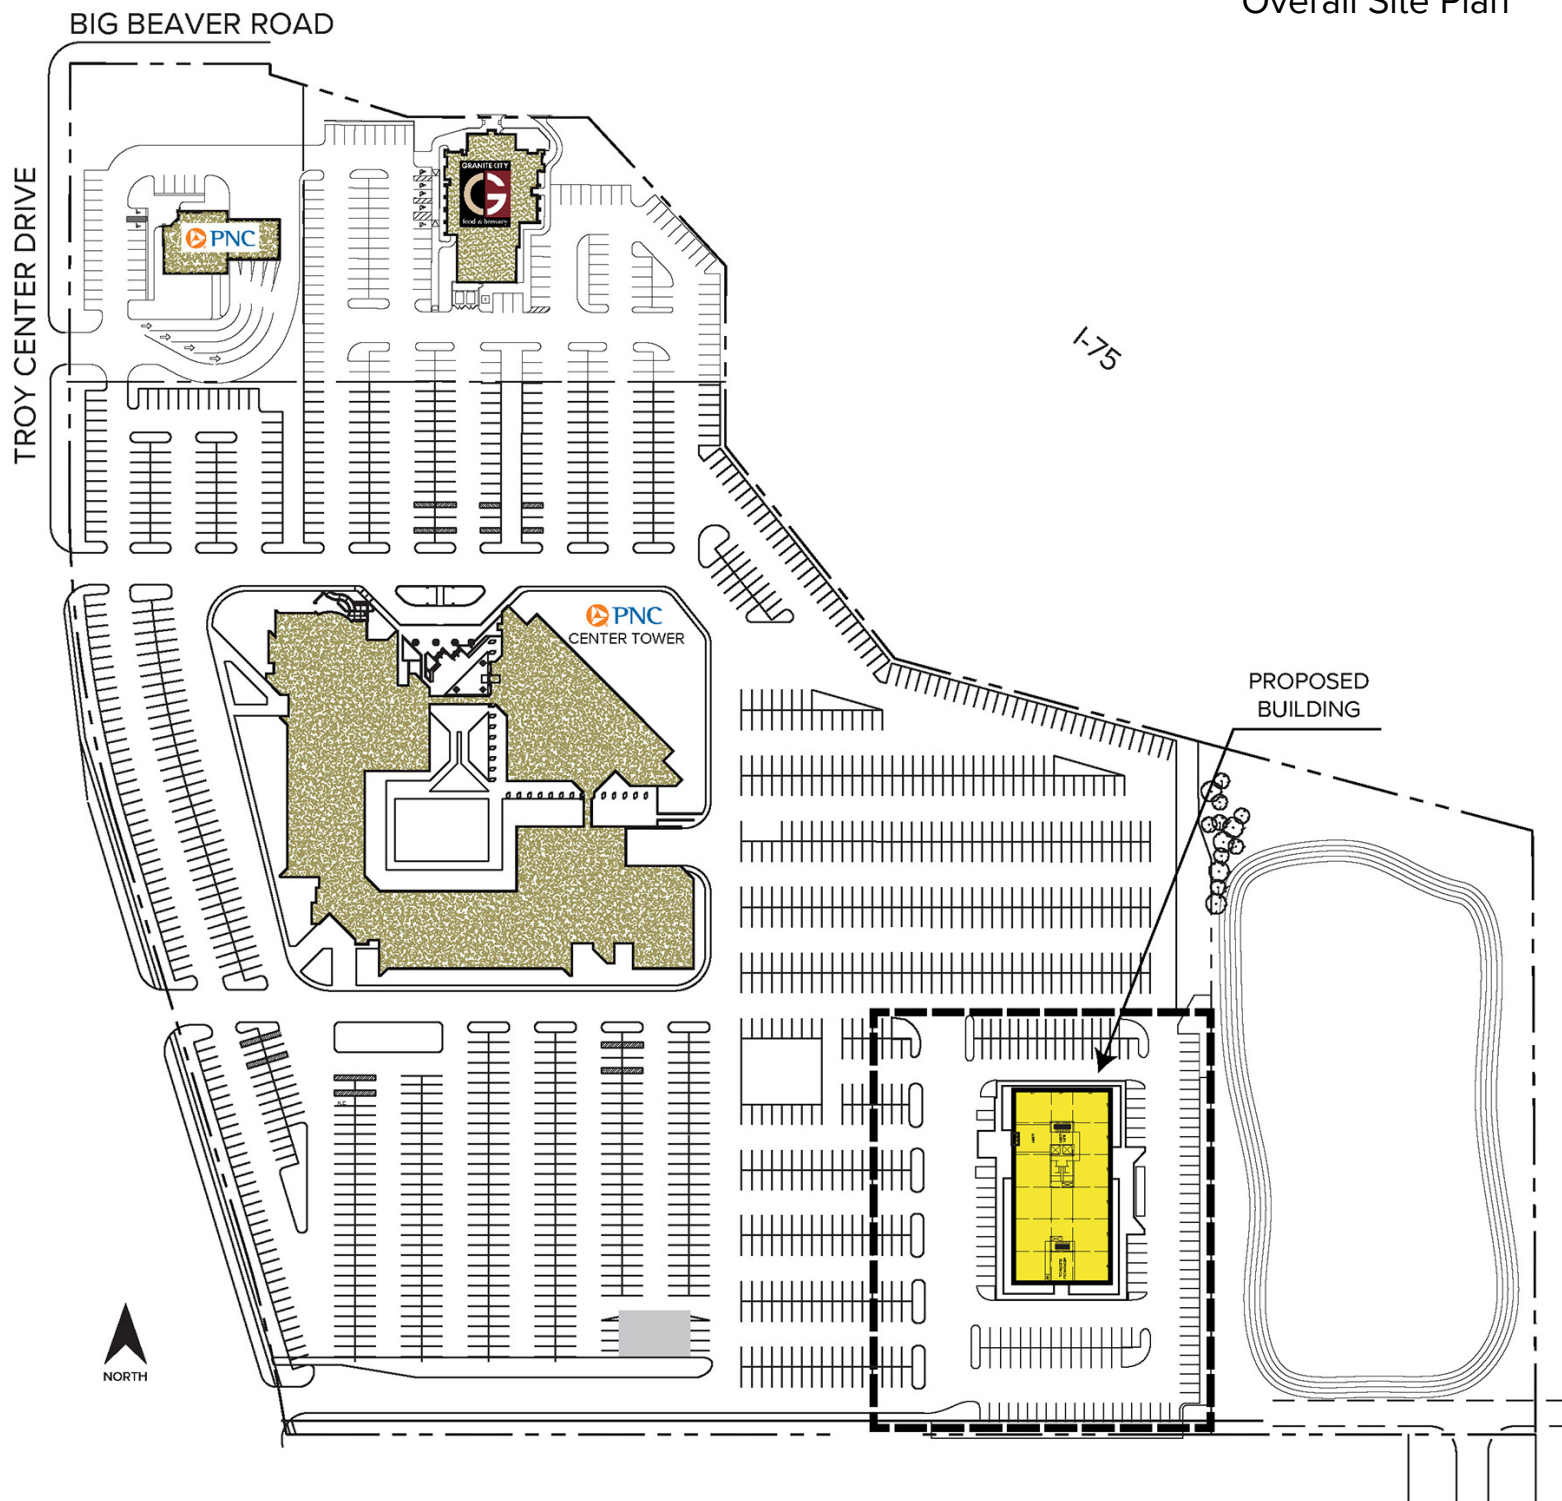 Overall Site Plan
BIG BEAVER ROAD
TROY CENTER DRIVE
GRANITE CITY
food & brewery
PNC
I-75
PNC
CENTER TOWER
PROPOSED
BUILDING
NORTH